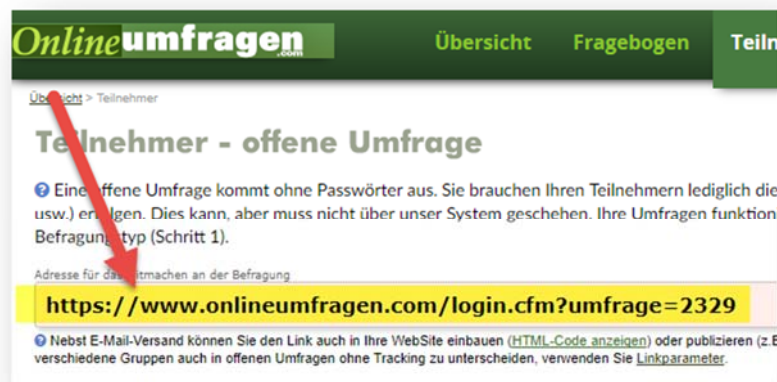 Onlineumfragen.com
Übersicht Fragebogen
Übersicht > Teilnehmer
Teilnehmer - offene Umfrage
Eine offene Umfrage kommt ohne Passwörter aus. Sie brauchen Ihren Teilnehmern lediglich die
usw.) erfolgen. Dies kann, aber muss nicht über unser System geschehen. Ihre Umfragen
Befragungstyp (Schritt 1).
Adresse für das Mitmachen an der Befragung
https://www.onlineumfragen.com/login.cfm?umfrage=2329
Nebst E-Mail-Versand können Sie den Link auch in Ihre WebSite einbauen (HTML-Code anzeigen) oder publizieren
verschiedene Gruppen auch in offenen Umfragen ohne Tracking zu unterscheiden, verwenden Sie Linkparameter.